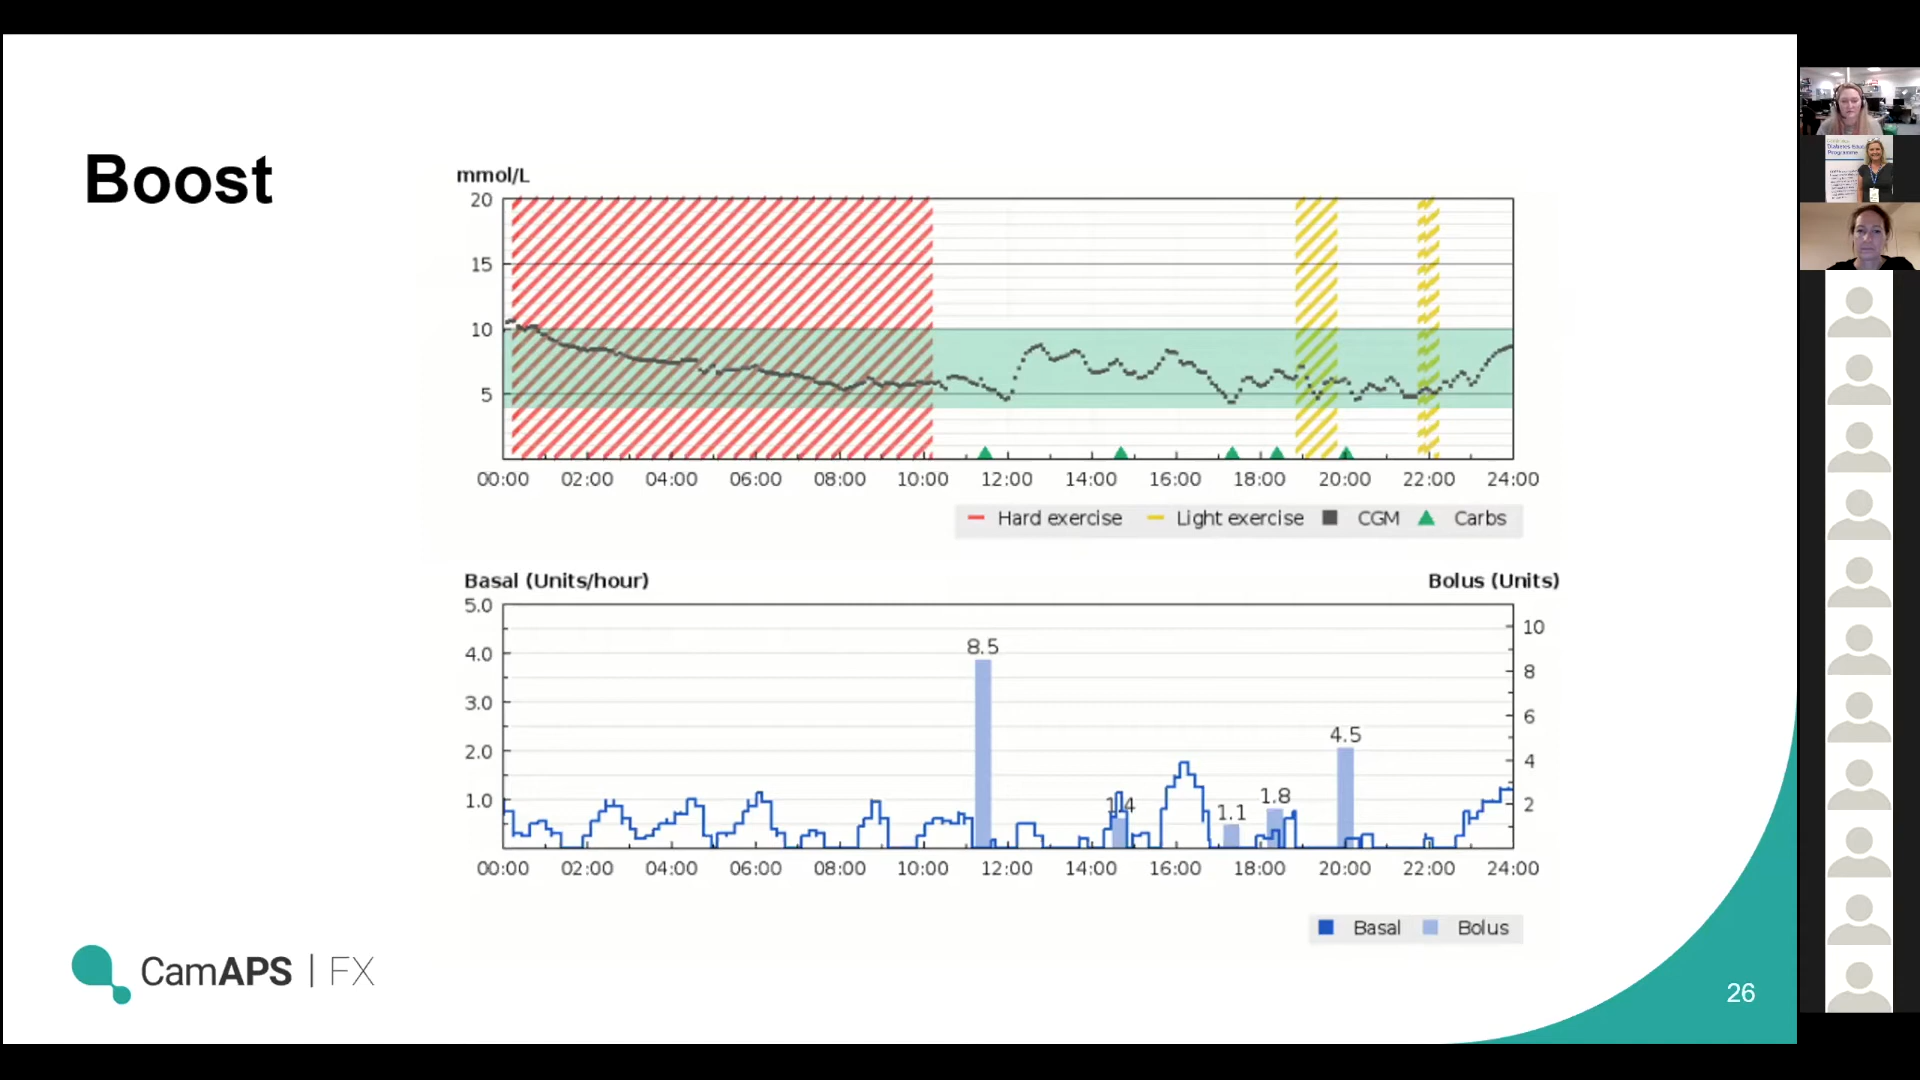 Boost
mmol/L
20
15
10
5
00:00 02:00 04:00 06:00 08:00 10:00 12:00 14:00 16:00 18:00 20:00 22:00 24:00
Hard exercise Light exercise CGM Carbs
Basal (Units/hour) Bolus (Units)
5.0
4.0
3.0
2.0
1.0
10
8
6
4
2
8.5
1.4
1.1
1.8
4.5
00:00 02:00 04:00 06:00 08:00 10:00 12:00 14:00 16:00 18:00 20:00 22:00 24:00
Basal Bolus
CamAPS | FX
26
Programme